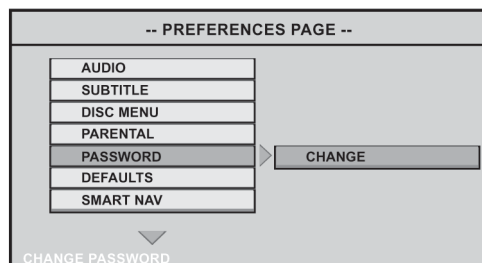 -- PREFERENCES PAGE --
AUDIO
SUBTITLE
DISC MENU
PARENTAL
PASSWORD
CHANGE
DEFAULTS
SMART NAV
CHANGE PASSWORD